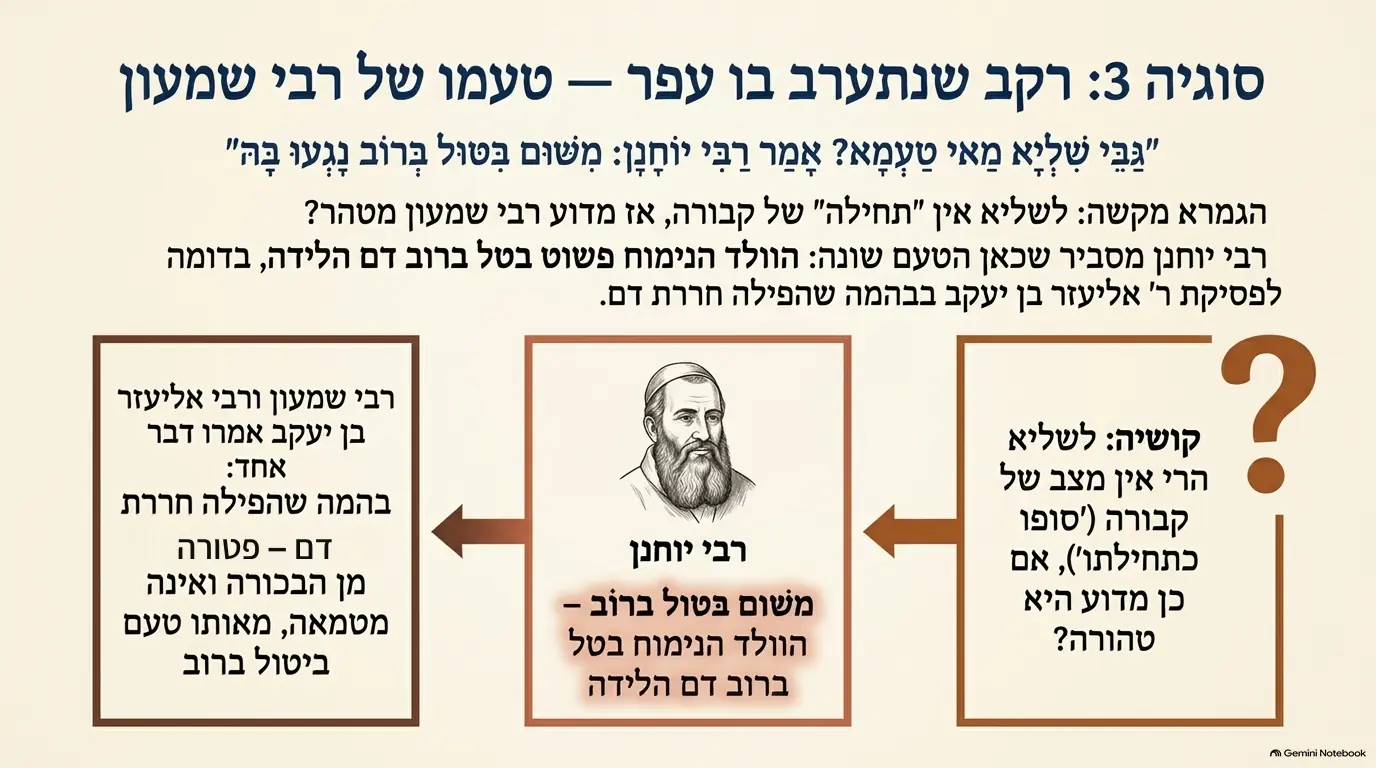 סוגיה 3: רקב שנתערב בו עפר — טעמו של רבי שמעון
"גַּבֵּי שִׁלְיָא מַאי טַעְמָא? אָמַר רַבִּי יוֹחָנָן: מִשּׁוּם בִּטּוּל בְּרוֹב נָגְעוּ בָּהּ"
הגמרא מקשה: לשליא אין "תחילה" של קבורה, אז מדוע רבי שמעון מטהר?
רבי יוחנן מסביר שכאן הטעם שונה: הוולד הנימוח פשוט בטל ברוב דם הלידה, בדומה
לפסיקת ר' אליעזר בן יעקב בבהמה שהפילה חררת דם.
?
קושיה: לשליא
הרי אין מצב של
קבורה ('סופו
כתחילתו'), אם
כן מדוע היא
טהורה?
רבי יוחנן
משום בטול ברוב –
הוולד הנימוח בטל
ברוב דם הלידה
רבי שמעון ורבי אליעזר
בן יעקב אמרו דבר
אחד:
בהמה שהפילה חררת
דם – פטורה
מן הבכורה ואינה
מטמאה, מאותו טעם
ביטול ברוב
Gemini Notebook